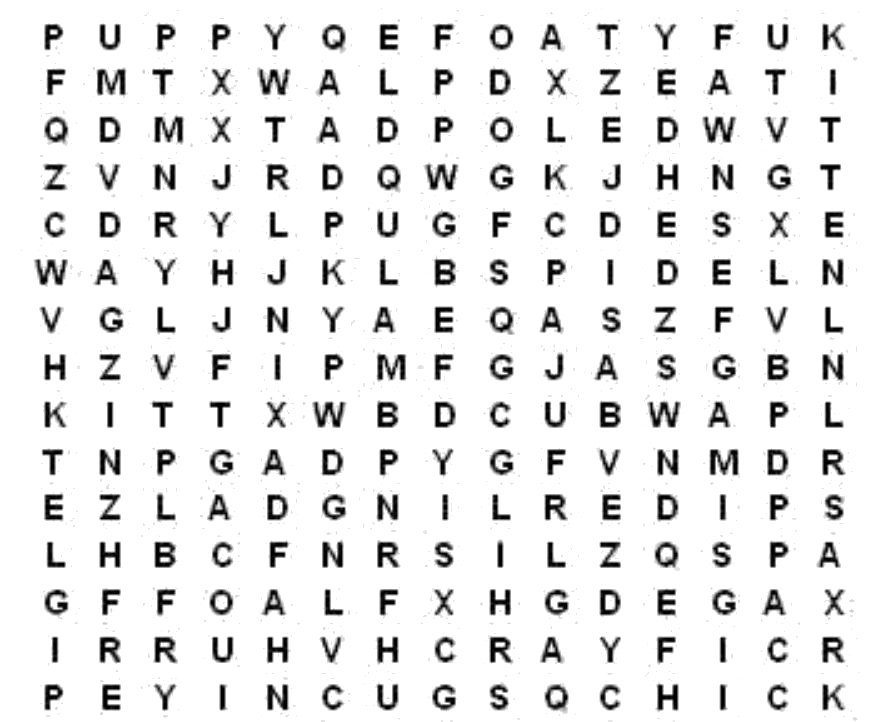 P U P P Y Q E F O A T Y F U K
F M T X W A L P D X Z E A T I
Q D M X T A D P O L E D W V T
Z V N J R D Q W G K J H N G T
C D R Y L P U G F C D E S X E
W A Y H J K L B S P I D E L N
V G L J N Y A E Q A S Z F V L
H Z V F I P M F G J A S G B N
K I T T X W B D C U B W A P L
T N P G A D P Y G F V N M D R
E Z L A D G N I L R E D I P S
L H B C F N R S I L Z Q S P A
G F F O A L F X H G D E G A X
I R R U H V H C R A Y F I C R
P E Y I N C U G S Q C H I C K